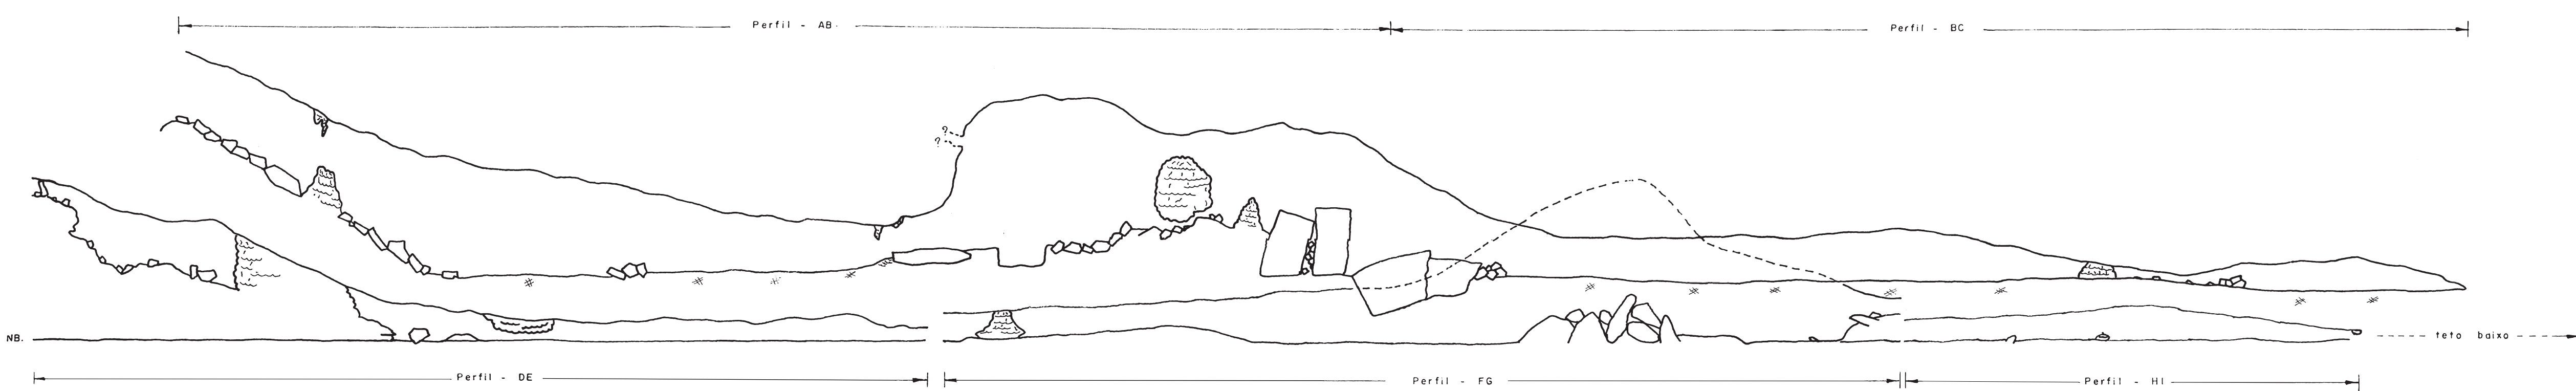 Perfil - AB
Perfil - BC
?
?
NB.
teto baixo
Perfil - DE
Perfil - FG
Perfil - HI